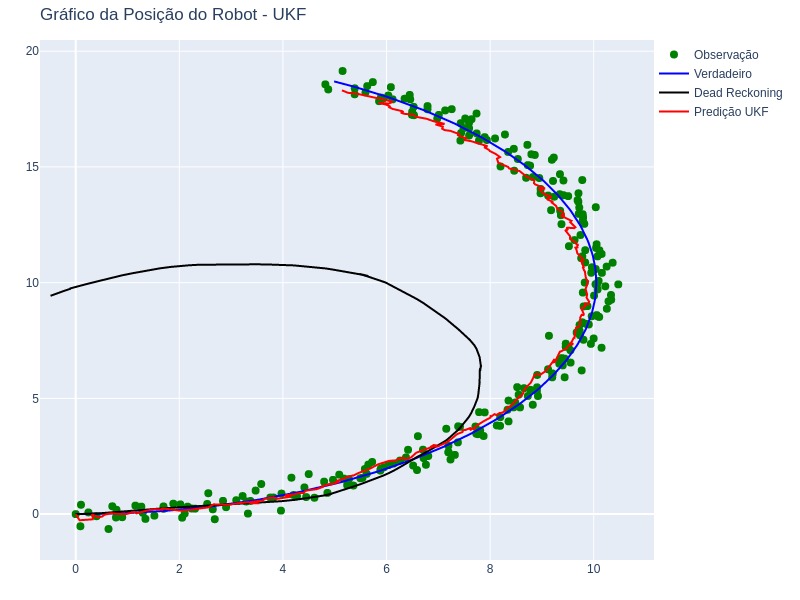 Gráfico da Posição do Robot - UKF
Observação
Verdadeiro
Dead Reckoning
Predição UKF
20
15
10
5
0
0 2 4 6 8 10